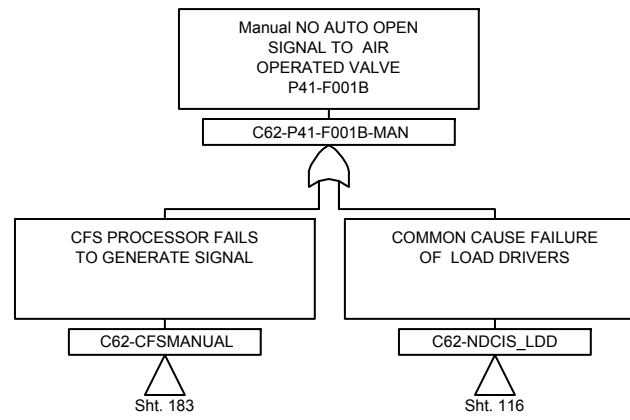 Manual NO AUTO OPEN
SIGNAL TO AIR
OPERATED VALVE
P41-F001B
C62-P41-F001B-MAN
CFS PROCESSOR FAILS
TO GENERATE SIGNAL
C62-CFSMANUAL
Sht. 183
COMMON CAUSE FAILURE
OF LOAD DRIVERS
C62-NDCIS_LDD
Sht. 116